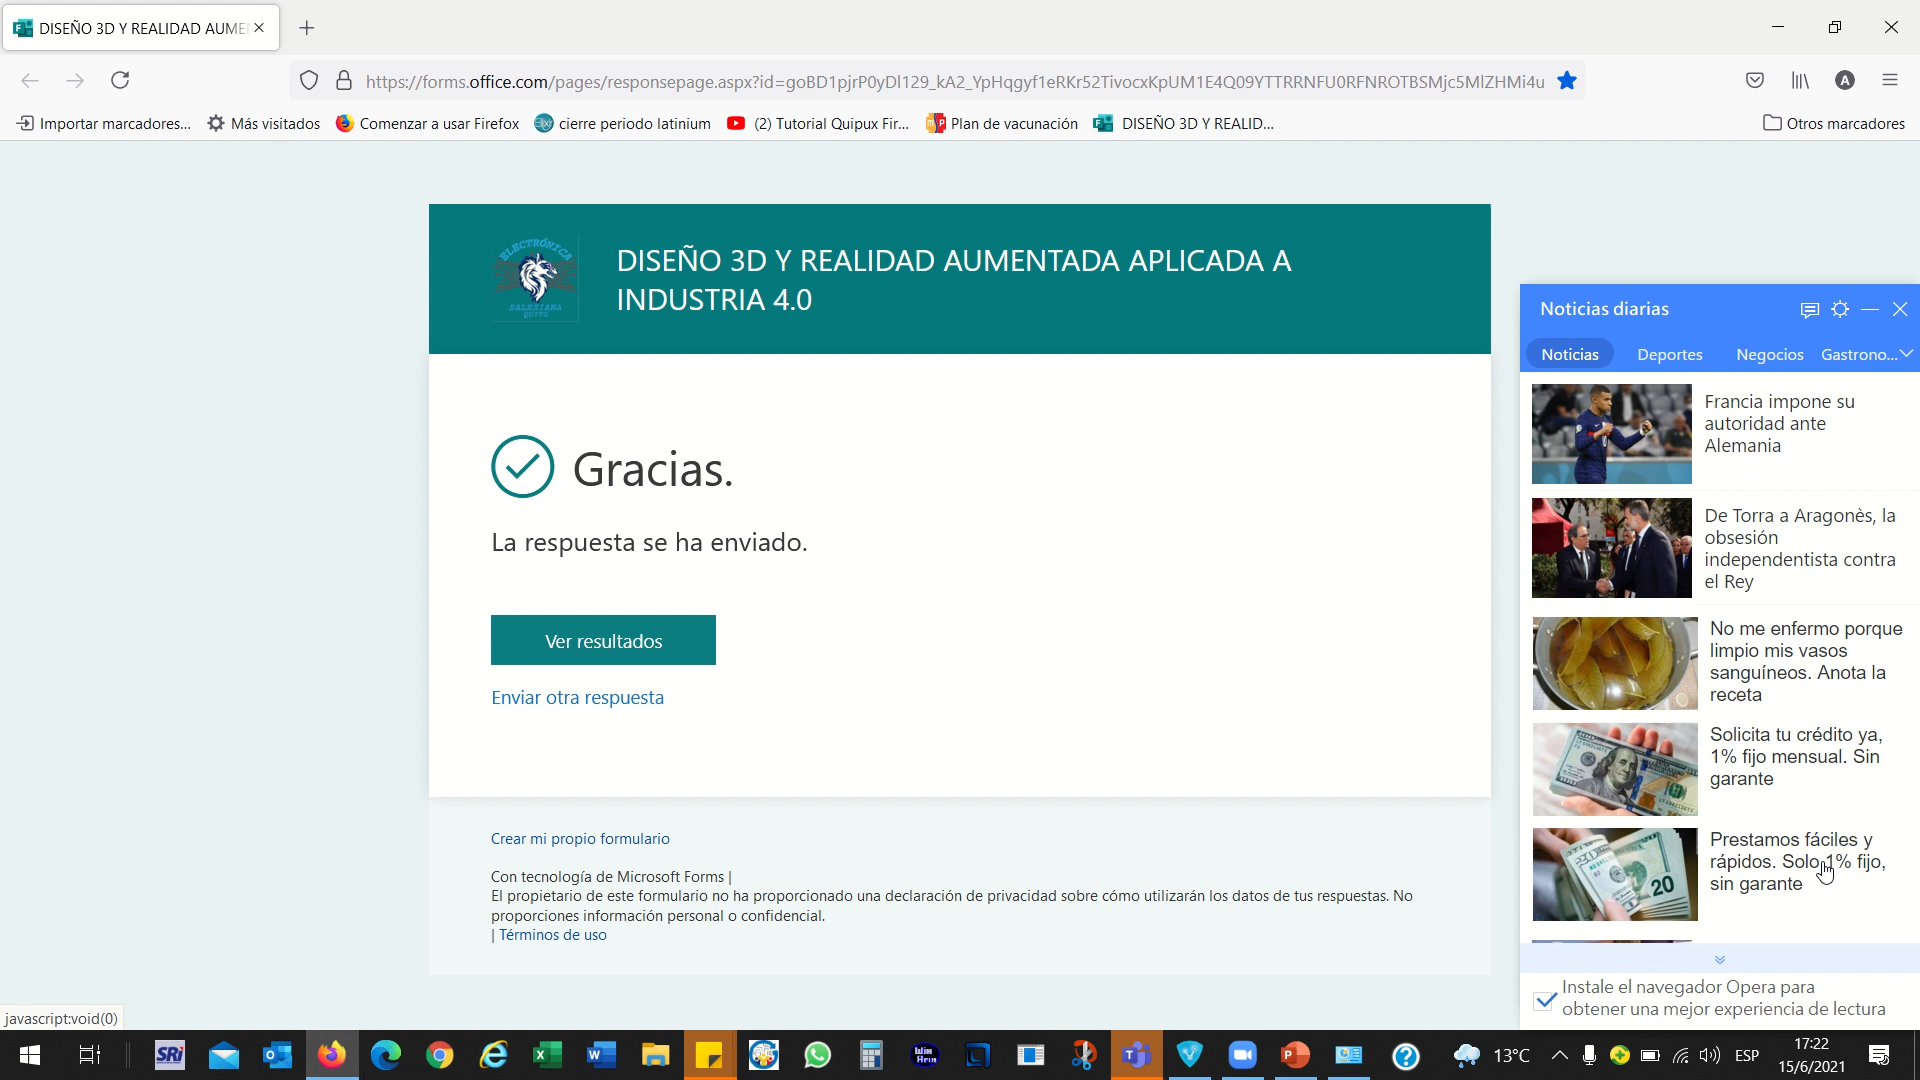 DISEÑO 3D Y REALIDAD AUME
https://forms.office.com/pages/responsepage.aspx?id=goBD1pjrP0yDl129_kA2_YpHqgyf1eRKr52TivocxKpUM1E4Q09YTTRRNFU0RFNROTBSMjc5MlZHMi4u
A
Importar marcadores...
Más visitados
Comenzar a usar Firefox
cierre periodo latinium
(2) Tutorial Quipux Fir...
Plan de vacunación
DISEÑO 3D Y REALID...
Otros marcadores
ELECTRÓNICA
SALESIANA
QUITO
DISEÑO 3D Y REALIDAD AUMENTADA APLICADA A
INDUSTRIA 4.0
Gracias.
La respuesta se ha enviado.
Ver resultados
Enviar otra respuesta
Crear mi propio formulario
Con tecnología de Microsoft Forms |
El propietario de este formulario no ha proporcionado una declaración de privacidad sobre cómo utilizarán los datos de tus respuestas. No
proporciones información personal o confidencial.
| Términos de uso
Noticias diarias
Noticias
Deportes
Negocios
Gastrono...
Francia impone su
autoridad ante
Alemania
De Torra a Aragonès, la
obsesión
independentista contra
el Rey
No me enfermo porque
limpio mis vasos
sanguíneos. Anota la
receta
Solicita tu crédito ya,
1% fijo mensual. Sin
garante
Prestamos fáciles y
rápidos. Solo 1% fijo,
sin garante
20
Instale el navegador Opera para
obtener una mejor experiencia de lectura
javascript:void(0)
SRi
13°C
ESP
17:22
15/6/2021